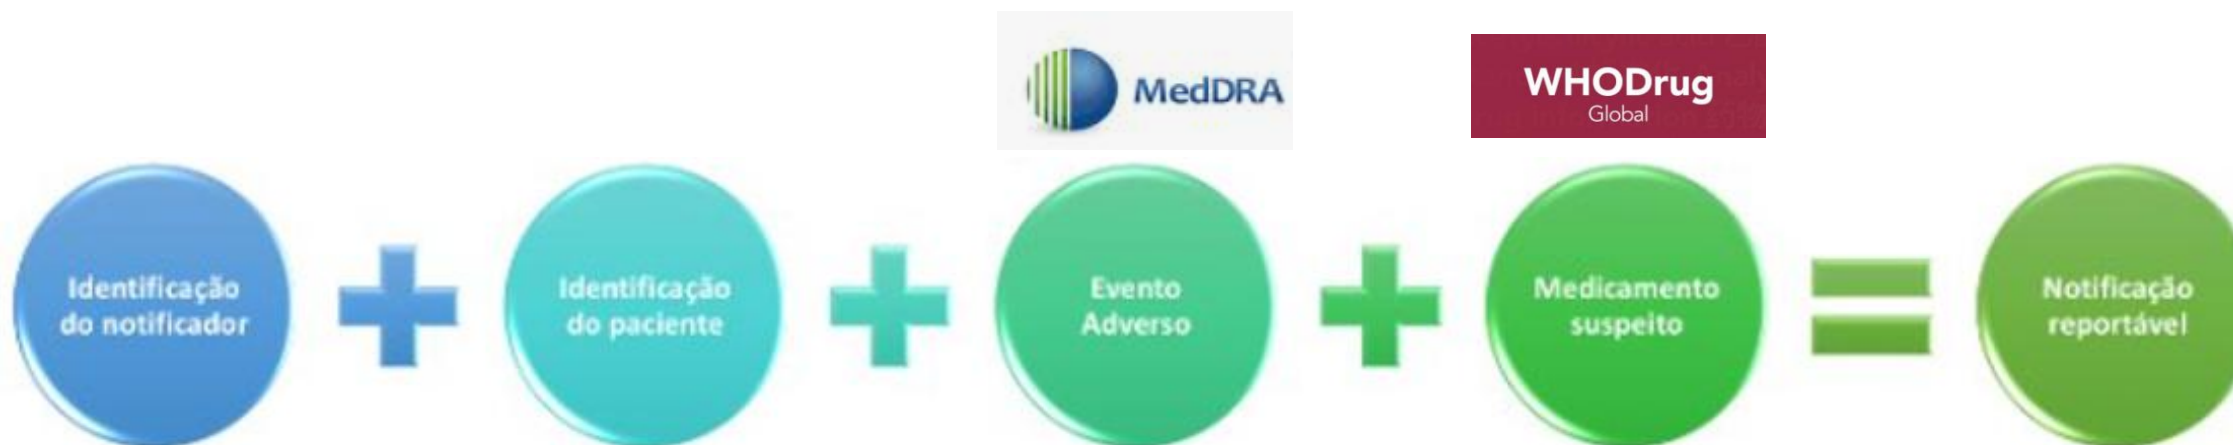 MedDRA
WHODrug
Global
Identificação
do notificador
Identificação
do paciente
Evento
Adverso
Medicamento
suspeito
Notificação
reportável